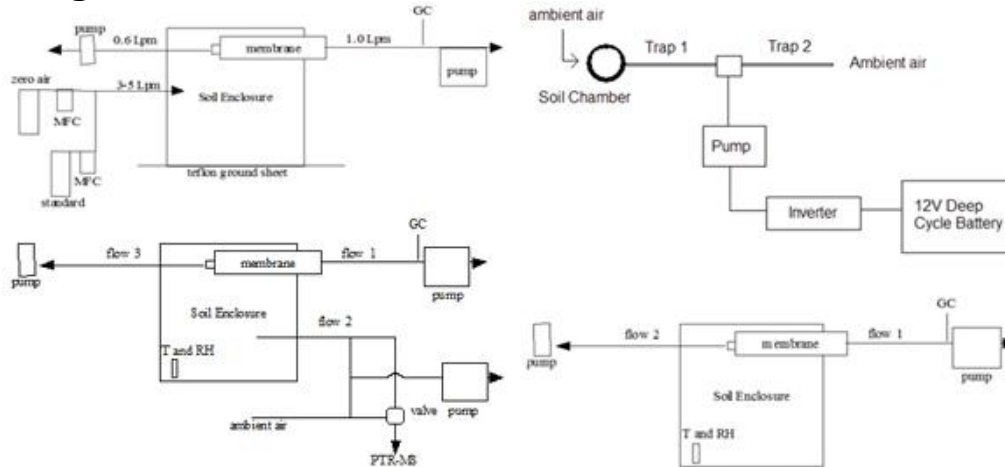 pump
0.6 Lpm
membrane
1.0 Lpm
GC
pump
zero air
3-5 Lpm
MFC
Soil Enclosure
MFC
standard
teflon ground sheet
ambient air
Trap 1
Trap 2
Ambient air
Soil Chamber
Pump
Inverter
12V Deep
Cycle Battery
flow 3
membrane
flow 1
GC
pump
pump
Soil Enclosure
flow 2
T and RH
pump
valve
ambient air
PTR-MS
flow 2
membrane
flow 1
GC
pump
pump
Soil Enclosure
T and RH